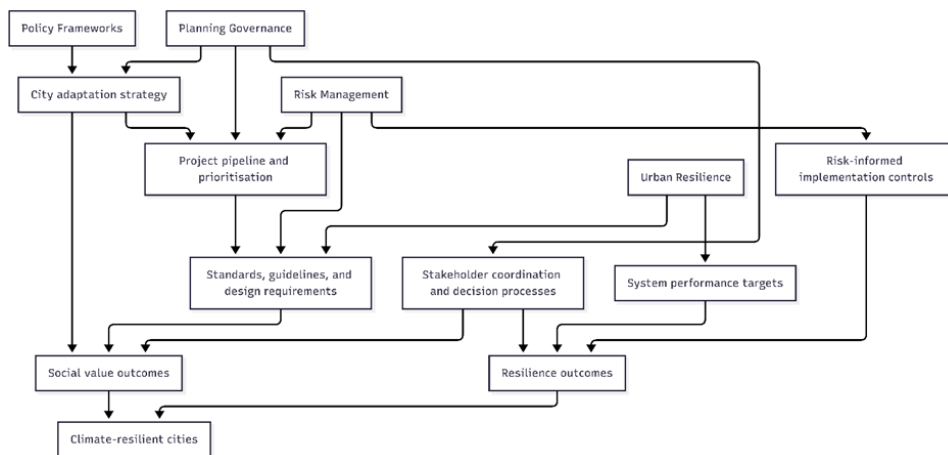 Policy Frameworks
Planning Governance
City adaptation strategy
Risk Management
Project pipeline and
prioritisation
Urban Resilience
Risk-informed
implementation controls
Standards, guidelines, and
design requirements
Stakeholder coordination
and decision processes
System performance targets
Social value outcomes
Resilience outcomes
Climate-resilient cities